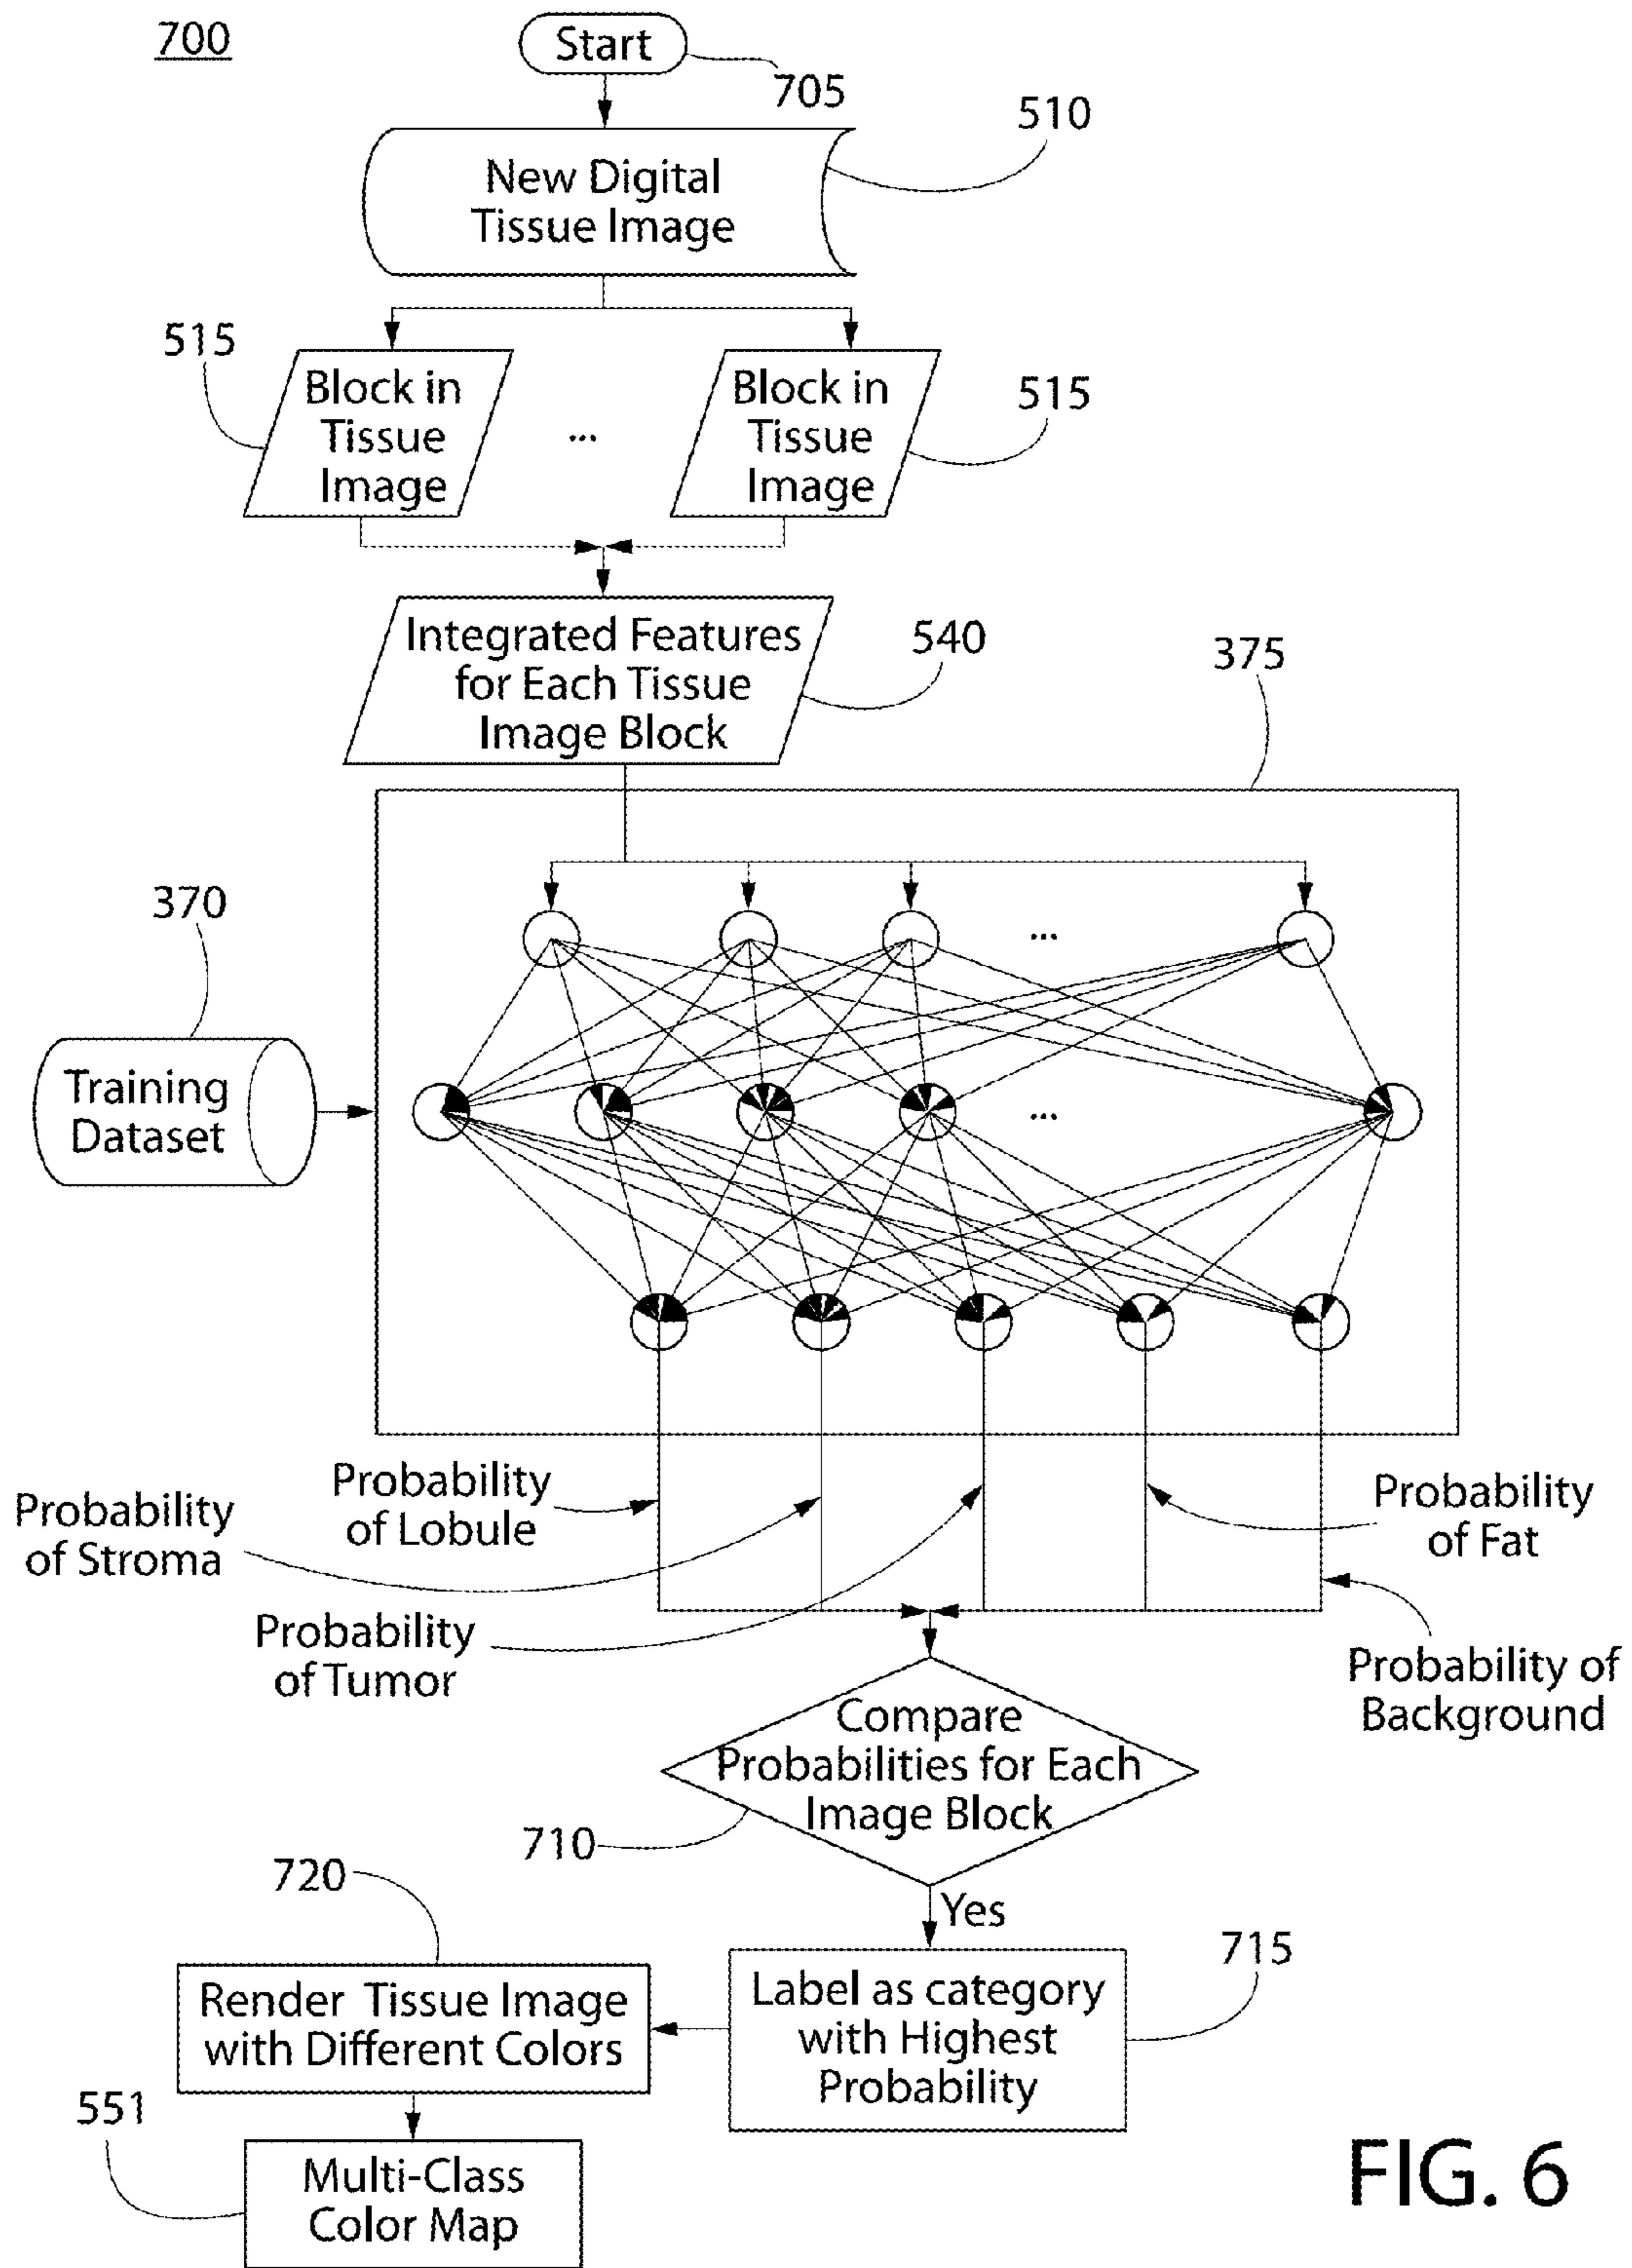 700
Start
705
510
New Digital
Tissue Image
515
Block in
Tissue
Image
...
Block in
Tissue
Image
515
Integrated Features
for Each Tissue
Image Block
540
375
370
...
Training
Dataset
...
Probability
of Lobule
Probability
of Stroma
Probability
of Fat
Probability
of Tumor
Probability of
Background
Compare
Probabilities for Each
Image Block
710
Yes
720
715
Render Tissue Image
with Different Colors
Label as category
with Highest
Probability
551
Multi-Class
Color Map
FIG. 6